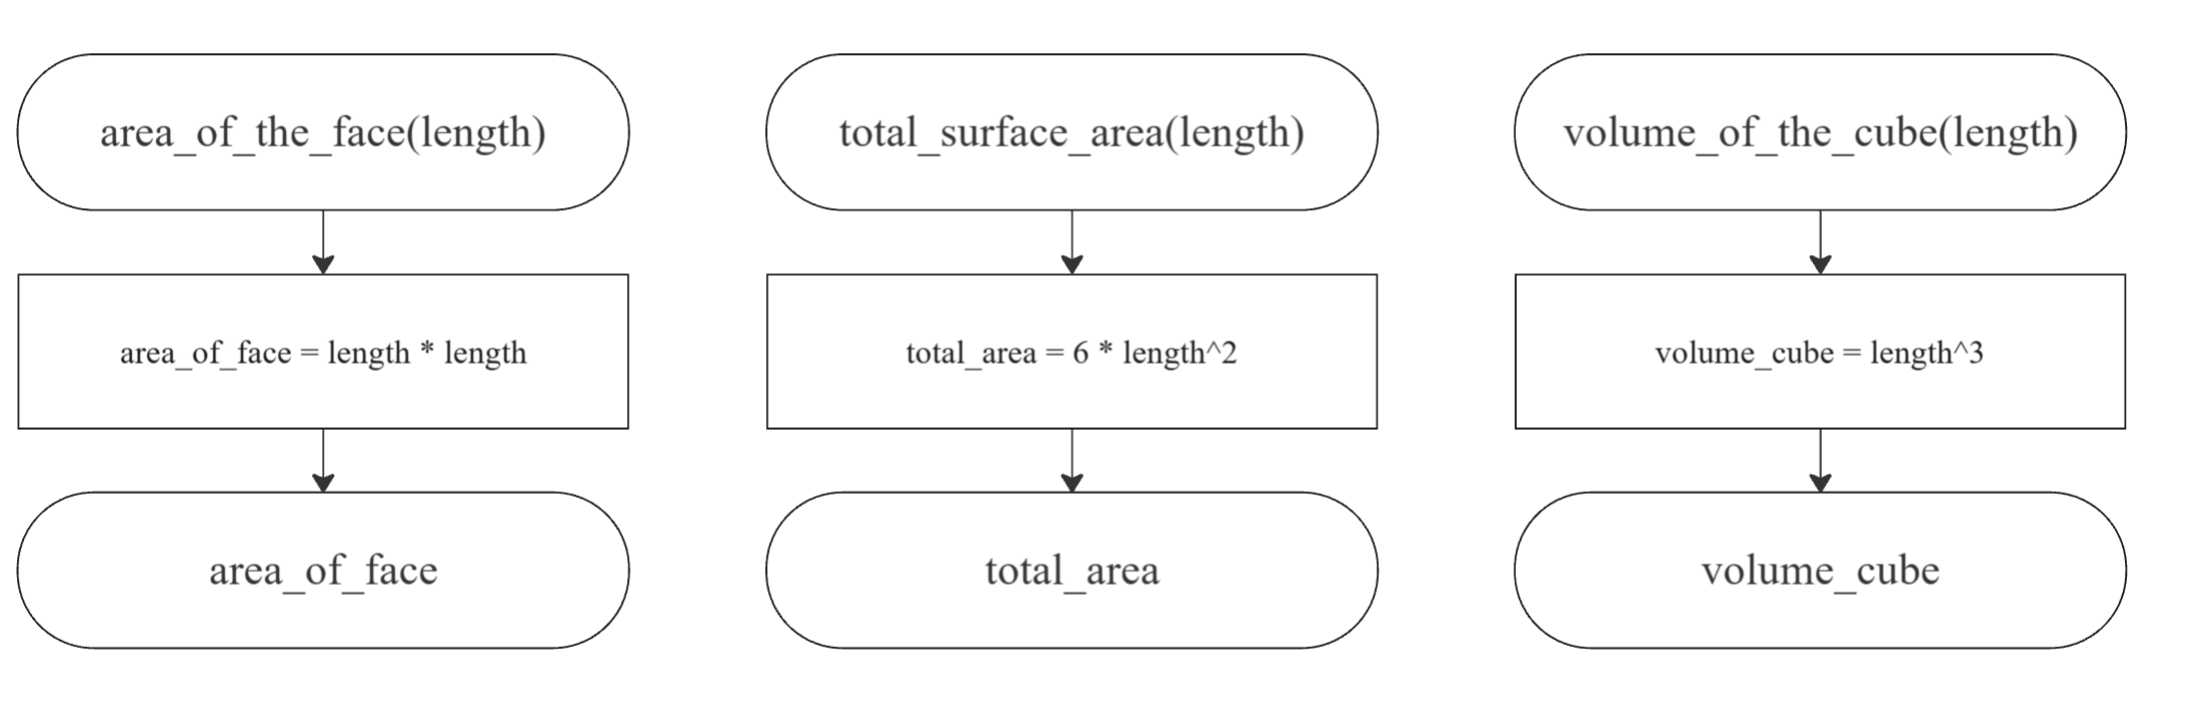 area_of_the_face(length)
area_of_face = length * length
area_of_face
total_surface_area(length)
total_area = 6 * length^2
total_area
volume_of_the_cube(length)
volume_cube = length^3
volume_cube